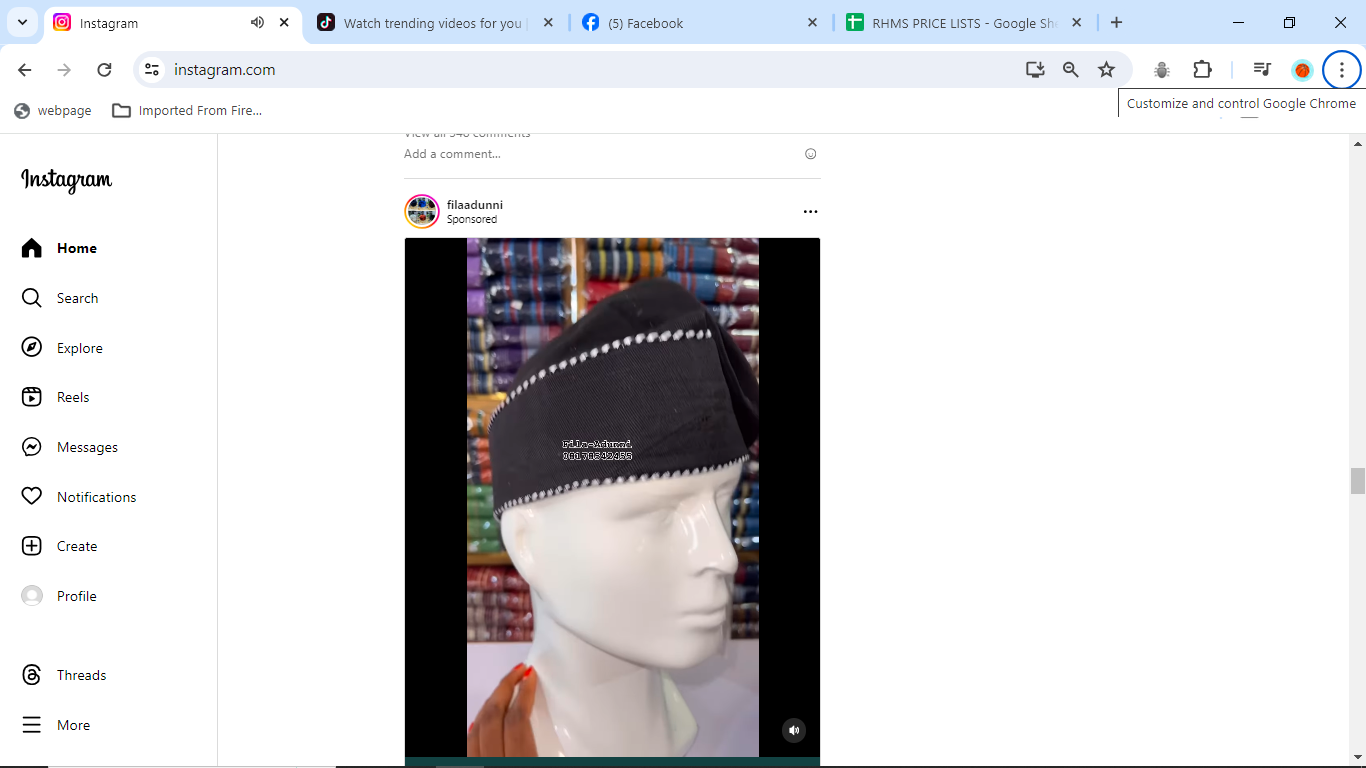 Instagram
Watch trending videos for you |
(5) Facebook
RHMS PRICE LISTS - Google She
instagram.com
webpage
Imported From Fire...
Customize and control Google Chrome
View all 548 comments
Add a comment...
Instagram
filaadunni
Sponsored
Home
Search
Explore
Reels
Messages
Notifications
Create
Profile
Threads
More
Fila-Adunni